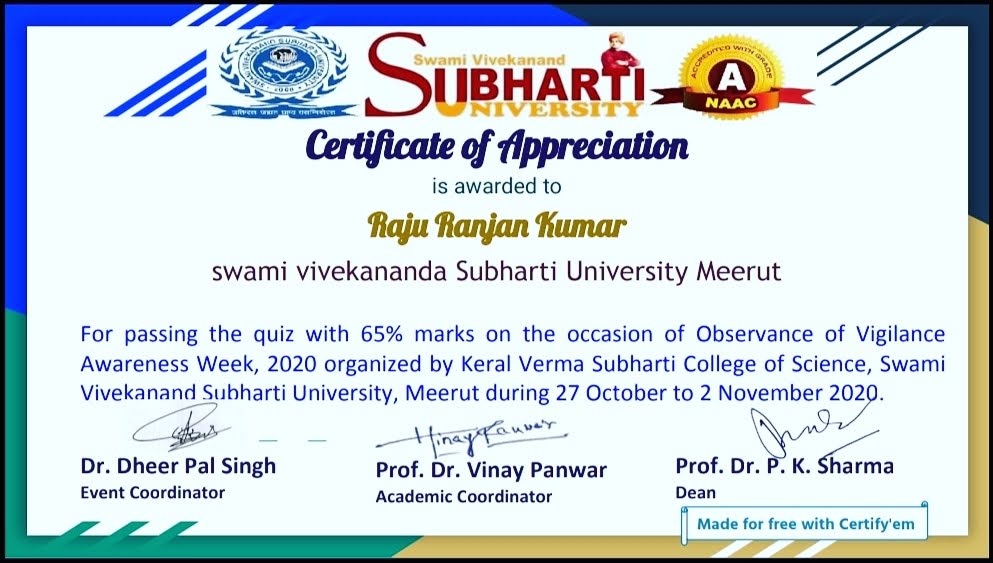 Swami Vivekanand
SUBHARTI
UNIVERSITY
ACCREDITED WITH GRADE
A
NAAC
Certificate of Appreciation
is awarded to
Raju Ranjan Kumar
swami vivekananda Subharti University Meerut
For passing the quiz with 65% marks on the occasion of Observance of Vigilance
Awareness Week, 2020 organized by Keral Verma Subharti College of Science, Swami
Vivekanand Subharti University, Meerut during 27 October to 2 November 2020.
Vinay Panwar
Dr. Dheer Pal Singh
Prof. Dr. Vinay Panwar
Prof. Dr. P. K. Sharma
Event Coordinator
Academic Coordinator
Dean
Made for free with Certify'em